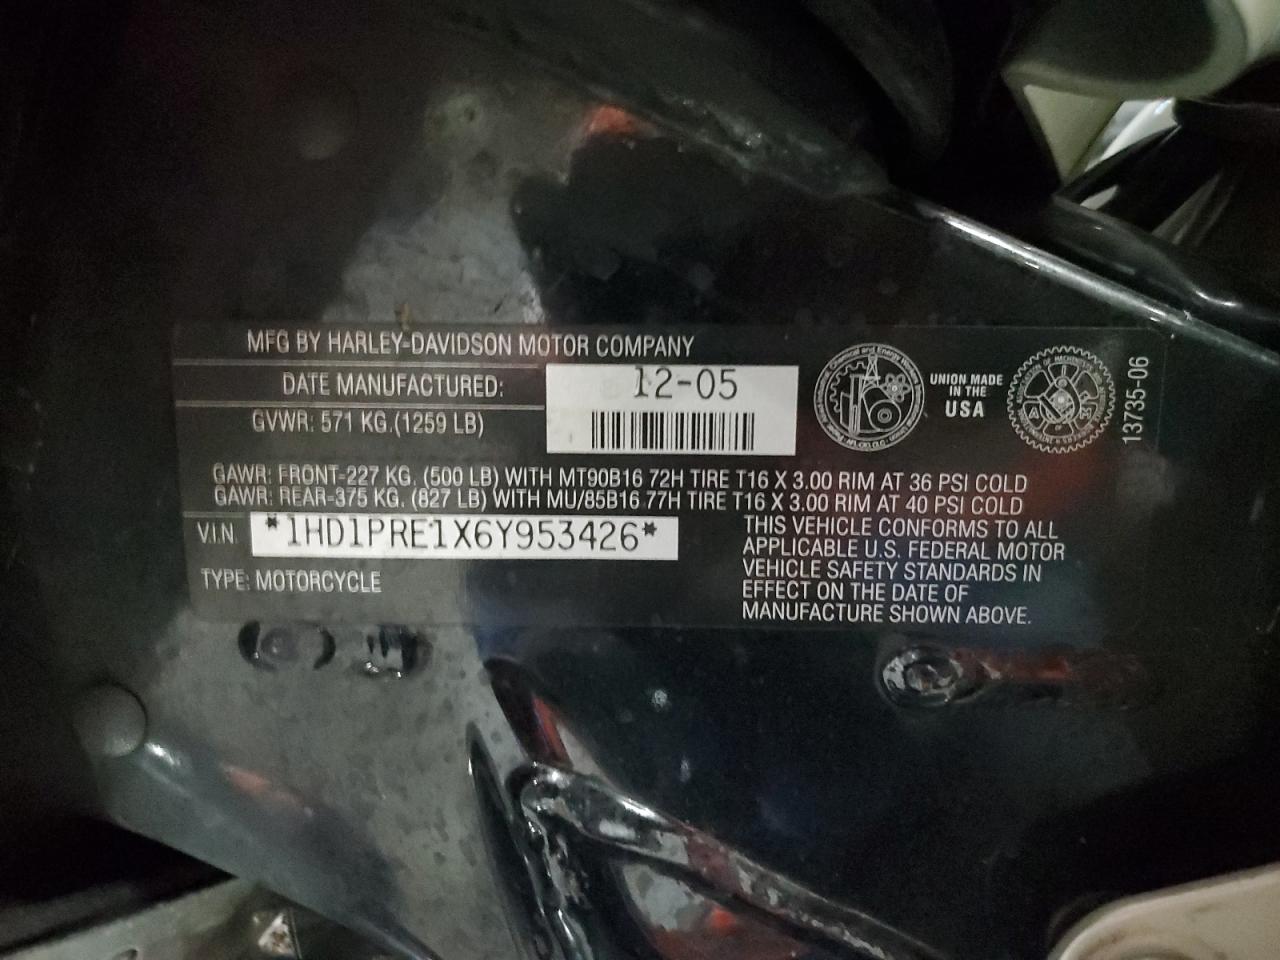 MFG BY HARLEY-DAVIDSON MOTOR COMPANY
DATE MANUFACTURED:
12-05
GVWR: 571 KG.(1259 LB)
UNION MADE
IN THE
USA
13735-06
GAWR: FRONT-227 KG. (500 LB) WITH MT90B16 72H TIRE T16 X 3.00 RIM AT 36 PSI COLD
GAWR: REAR-375 KG. (827 LB) WITH MU/85B16 77H TIRE T16 X 3.00 RIM AT 40 PSI COLD
V.I.N. *1HD1PRE1X6Y953426*
TYPE: MOTORCYCLE
THIS VEHICLE CONFORMS TO ALL
APPLICABLE U.S. FEDERAL MOTOR
VEHICLE SAFETY STANDARDS IN
EFFECT ON THE DATE OF
MANUFACTURE SHOWN ABOVE.